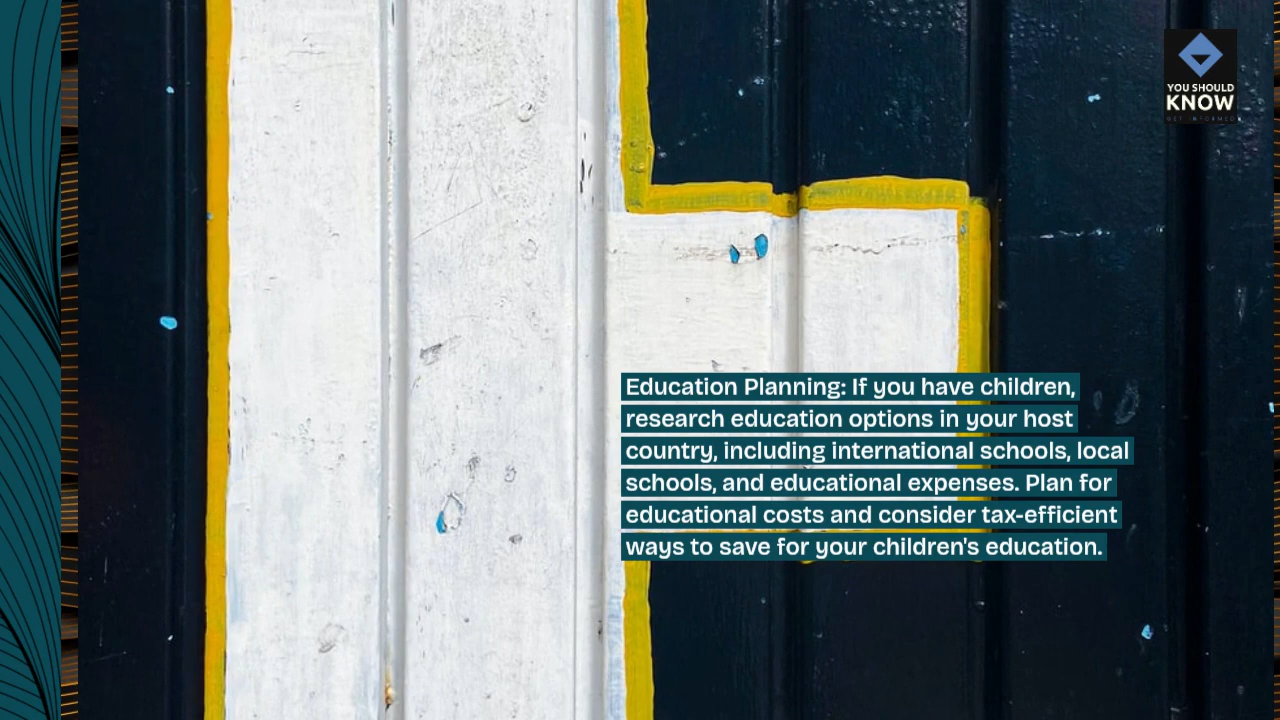 YOU SHOULD
KNOW
GET INFORMED
Education Planning: If you have children,
research education options in your host
country, including international schools, local
schools, and educational expenses. Plan for
educational costs and consider tax-efficient
ways to save for your children's education.